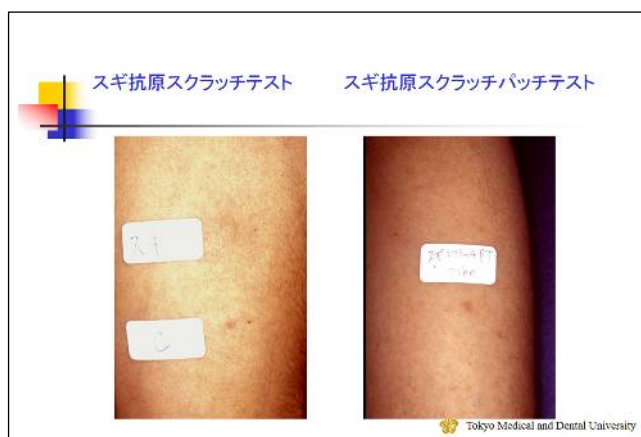 スギ抗原スクラッチテスト
スギ抗原スクラッチパッチテスト
スギ
C
Tokyo Medical and Dental University